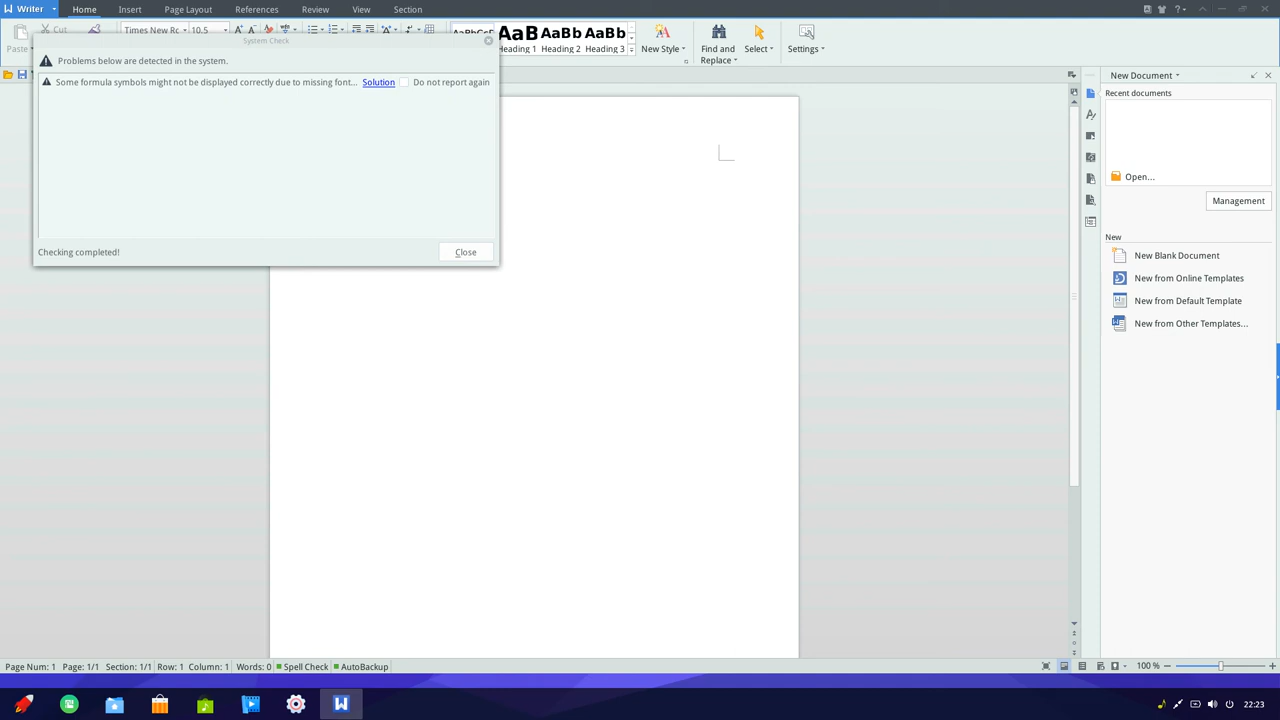 Writer
Home Insert Page Layout References Review View Section
Cut
Paste
Times New Ro 10.5
AaB AaBb AaBb
Heading 1 Heading 2 Heading 3
New Style
Find and Replace
Select
Settings
System Check
Problems below are detected in the system.
Some formula symbols might not be displayed correctly due to missing font... Solution Do not report again
Checking completed!
Close
New Document
Recent documents
Open...
Management
New
New Blank Document
New from Online Templates
New from Default Template
New from Other Templates...
Page Num: 1 Page: 1/1 Section: 1/1 Row: 1 Column: 1 Words: 0 Spell Check AutoBackup
100 %
22:23